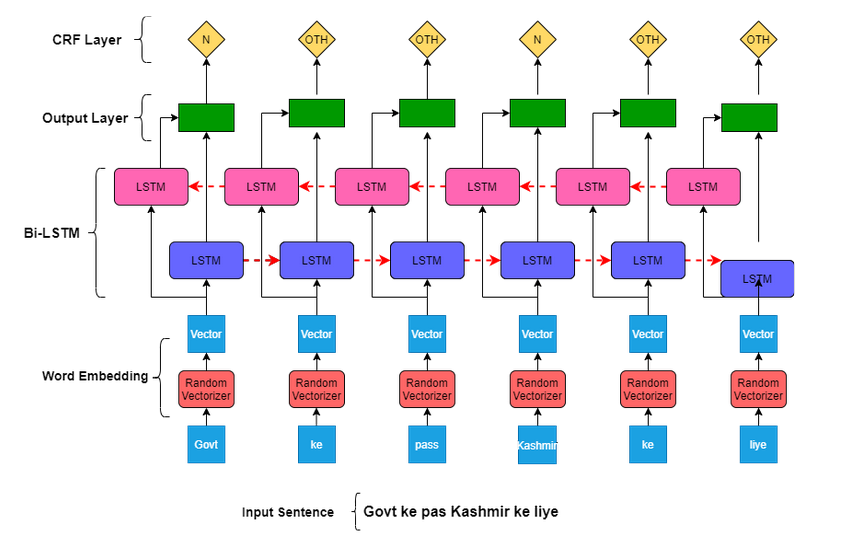 CRF Layer
N OTH OTH N OTH OTH
Output Layer
LSTM LSTM LSTM LSTM LSTM LSTM
Bi-LSTM
LSTM LSTM LSTM LSTM LSTM LSTM
Vector Vector Vector Vector Vector Vector
Word Embedding
Random Random Random Random Random Random
Vectorizer Vectorizer Vectorizer Vectorizer Vectorizer Vectorizer
Govt ke pass Kashmir ke liye
Input Sentence Govt ke pas Kashmir ke liye